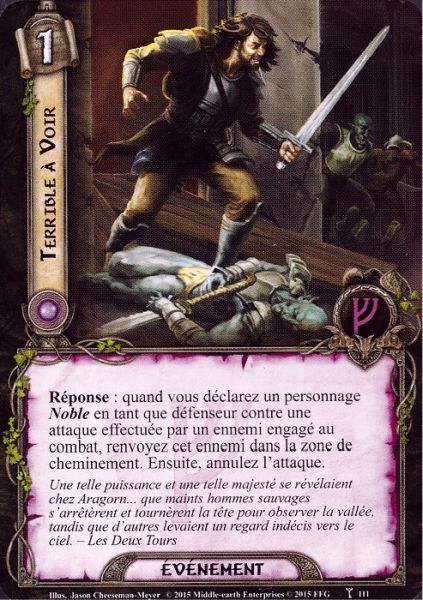 1
TERRIBLE À VOIR
Réponse : quand vous déclarez un personnage
Noble en tant que défenseur contre une
attaque effectuée par un ennemi engagé au
combat, renvoyez cet ennemi dans la zone de
cheminement. Ensuite, annulez l'attaque.
Une telle puissance et une telle majesté se révélaient
chez Aragorn... que maints hommes sauvages
s'arrêtèrent et tournèrent la tête pour observer la vallée,
tandis que d'autres levaient un regard indécis vers le
ciel. – Les Deux Tours
ÉVÉNEMENT
Illus. Jason Cheeseman-Meyer © 2015 Middle-earth Enterprises © 2015 FFG 111